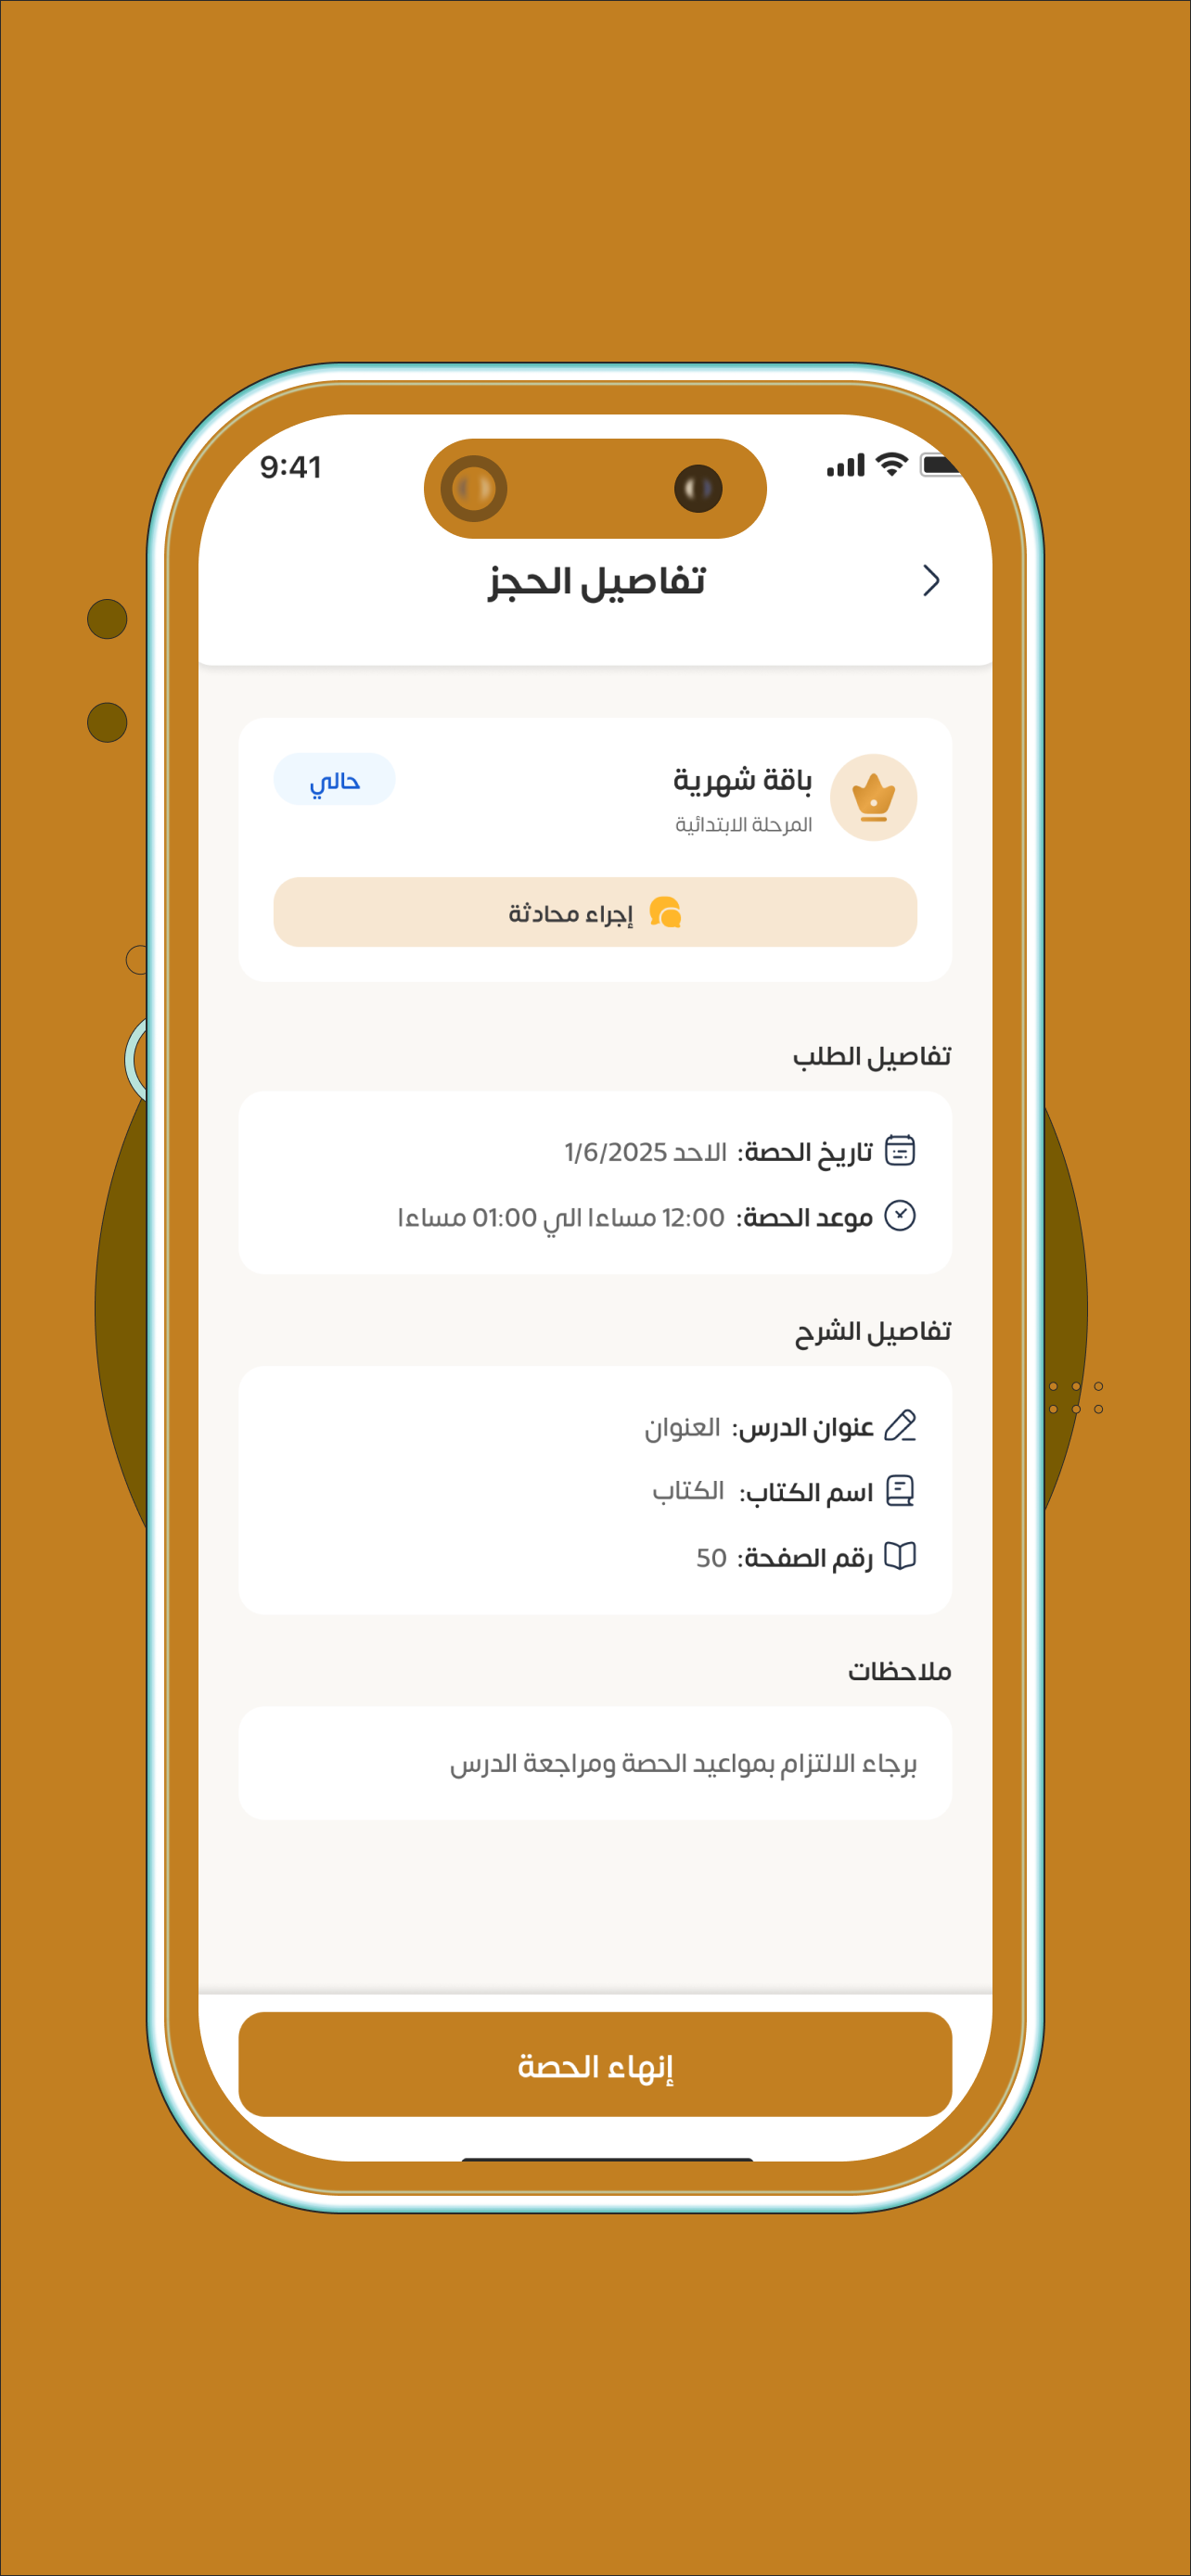 9:41
تفاصيل الحجز
باقة شهرية
حالي
المرحلة الابتدائية
إجراء محادثة
تفاصيل الطلب
تاريخ الحصة: الاحد 1/6/2025
موعد الحصة: 12:00 مساءا الي 01:00 مساءا
تفاصيل الشرح
عنوان الدرس: العنوان
اسم الكتاب: الكتاب
رقم الصفحة: 50
ملاحظات
برجاء الالتزام بمواعيد الحصة ومراجعة الدرس
إنهاء الحصة